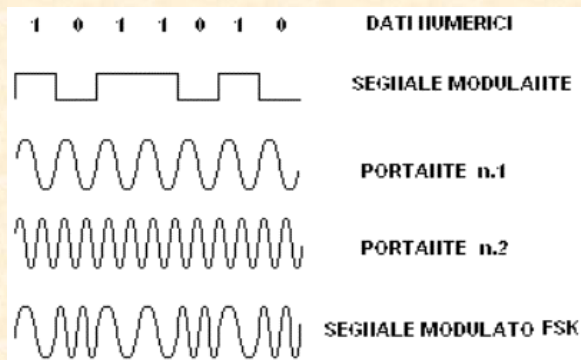 1 0 1 1 0 1 0 DATI NUMERICI
SEGNALE MODULANTE
PORTANTE n.1
PORTANTE n.2
SEGNALE MODULATO FSK